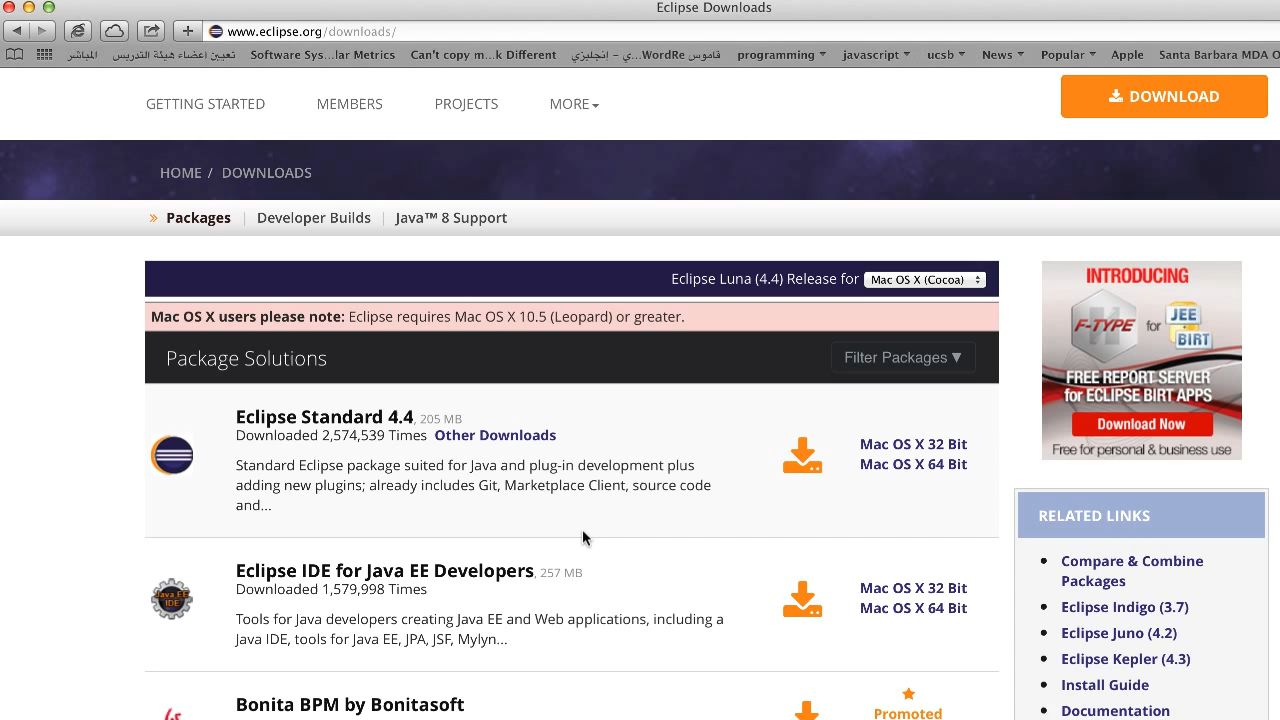 Eclipse Downloads
www.eclipse.org/downloads/
المباشر
تعيين اعضاء هيئة التدريس
Software Sys...lar Metrics
Can't copy m...k Different
قاموس WordRe...ي - إنجليزي
programming
javascript
ucsb
News
Popular
Apple
Santa Barbara MDA O
GETTING STARTED
MEMBERS
PROJECTS
MORE
DOWNLOAD
HOME / DOWNLOADS
Packages
Developer Builds
Java™ 8 Support
Eclipse Luna (4.4) Release for Mac OS X (Cocoa)
Mac OS X users please note: Eclipse requires Mac OS X 10.5 (Leopard) or greater.
Package Solutions
Filter Packages ▼
Eclipse Standard 4.4, 205 MB
Downloaded 2,574,539 Times Other Downloads
Standard Eclipse package suited for Java and plug-in development plus
adding new plugins; already includes Git, Marketplace Client, source code
and...
Mac OS X 32 Bit
Mac OS X 64 Bit
Java EE
IDE
Eclipse IDE for Java EE Developers, 257 MB
Downloaded 1,579,998 Times
Tools for Java developers creating Java EE and Web applications, including a
Java IDE, tools for Java EE, JPA, JSF, Mylyn...
Mac OS X 32 Bit
Mac OS X 64 Bit
Bonita BPM by Bonitasoft
Promoted
INTRODUCING
F-TYPE for JEE
BIRT
FREE REPORT SERVER
for ECLIPSE BIRT APPS
Download Now
Free for personal & business use
RELATED LINKS
Compare & Combine
Packages
Eclipse Indigo (3.7)
Eclipse Juno (4.2)
Eclipse Kepler (4.3)
Install Guide
Documentation